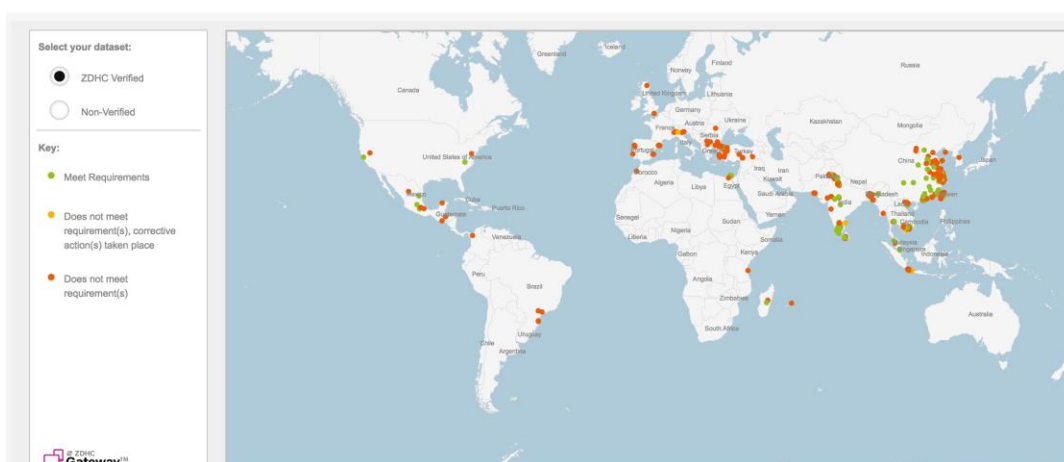 Select your dataset:
ZDHC Verified
Non-Verified
Key:
Meet Requirements
Does not meet
requirement(s), corrective
action(s) taken place
Does not meet
requirement(s)
ZDHC
Gateway™
Greenland
Iceland
Finland
Norway
Russia
Canada
United Kingdom
Lithuania
Germany
Ukraine
Austria
France
Serbia
Kazakhstan
Mongolia
Italy
Portugal
Turkey
United States of America
China
Japan
Morocco
Iraq
Iran
Algeria
Libya
Egypt
Kuwait
Nepal
Saudi Arabia
Mexico
Cuba
Puerto Rico
Guatemala
Senegal
Sudan
Yemen
Thailand
Cambodia
Philippines
Liberia
Nigeria
Somalia
Venezuela
Malaysia
Singapore
Gabon
Kenya
Indonesia
Peru
Brazil
Angola
Zimbabwe
Australia
South Africa
Uruguay
Chile
Argentina